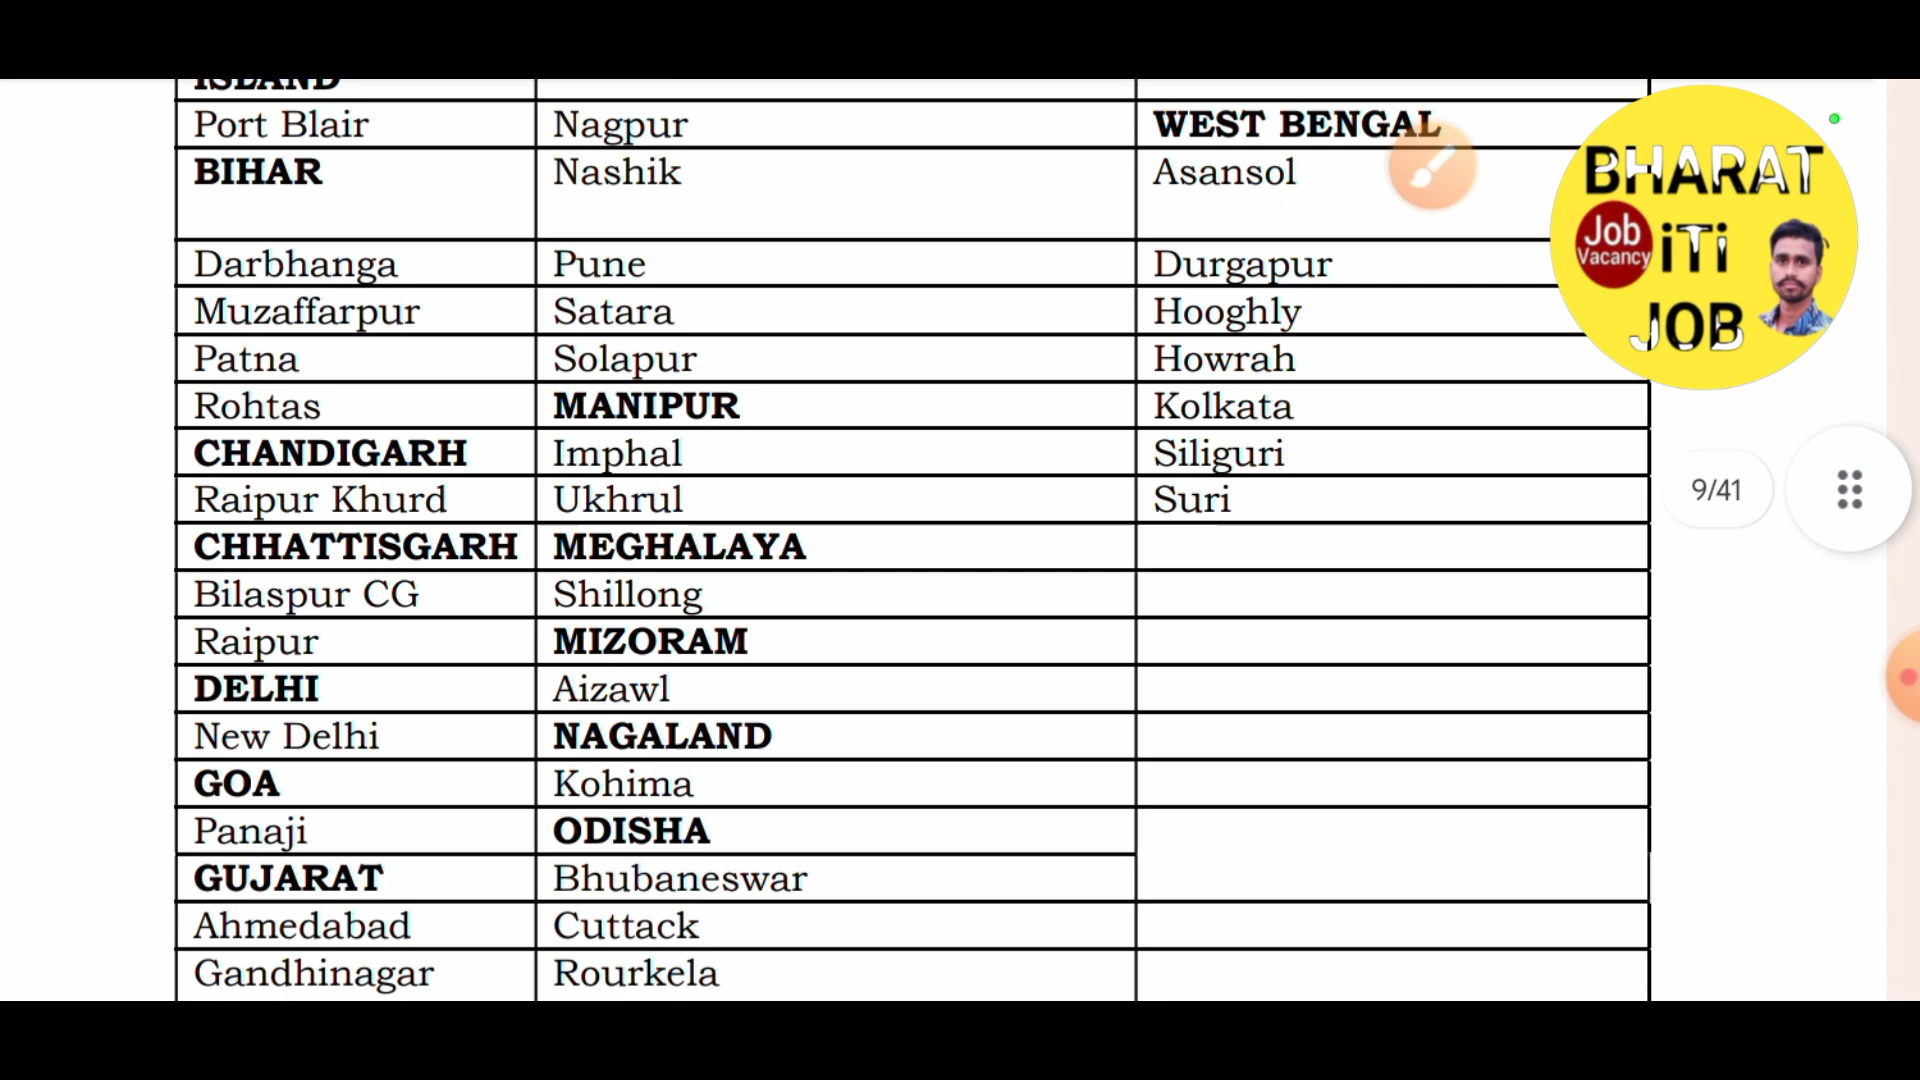 ISLAND
Port Blair Nagpur WEST BENGAL
BIHAR Nashik Asansol
Darbhanga Pune Durgapur
Muzaffarpur Satara Hooghly
Patna Solapur Howrah
Rohtas MANIPUR Kolkata
CHANDIGARH Imphal Siliguri
Raipur Khurd Ukhrul Suri
CHHATTISGARH MEGHALAYA
Bilaspur CG Shillong
Raipur MIZORAM
DELHI Aizawl
New Delhi NAGALAND
GOA Kohima
Panaji ODISHA
GUJARAT Bhubaneswar
Ahmedabad Cuttack
Gandhinagar Rourkela
BHARAT
Job
Vacancy
iTi
JOB
9/41